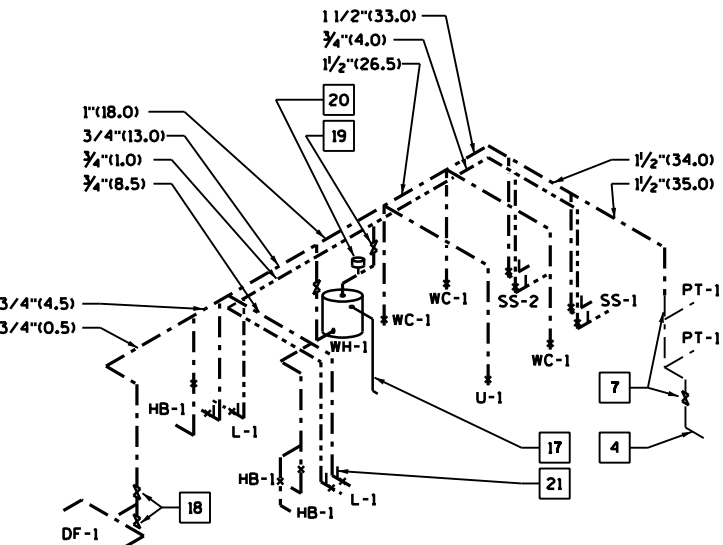 1 1/2"(33.0)
3/4"(4.0)
1 1/2"(26.5)
20
1"(18.0)
19
3/4"(13.0)
3/4"(1.0)
1 1/2"(34.0)
3/4"(8.5)
1 1/2"(35.0)
PT-1
3/4"(4.5)
WC-1
SS-2
SS-1
3/4"(0.5)
WC-1
WH-1
PT-1
WC-1
7
U-1
HB-1
L-1
17
4
HB-1
21
L-1
18
HB-1
DF-1